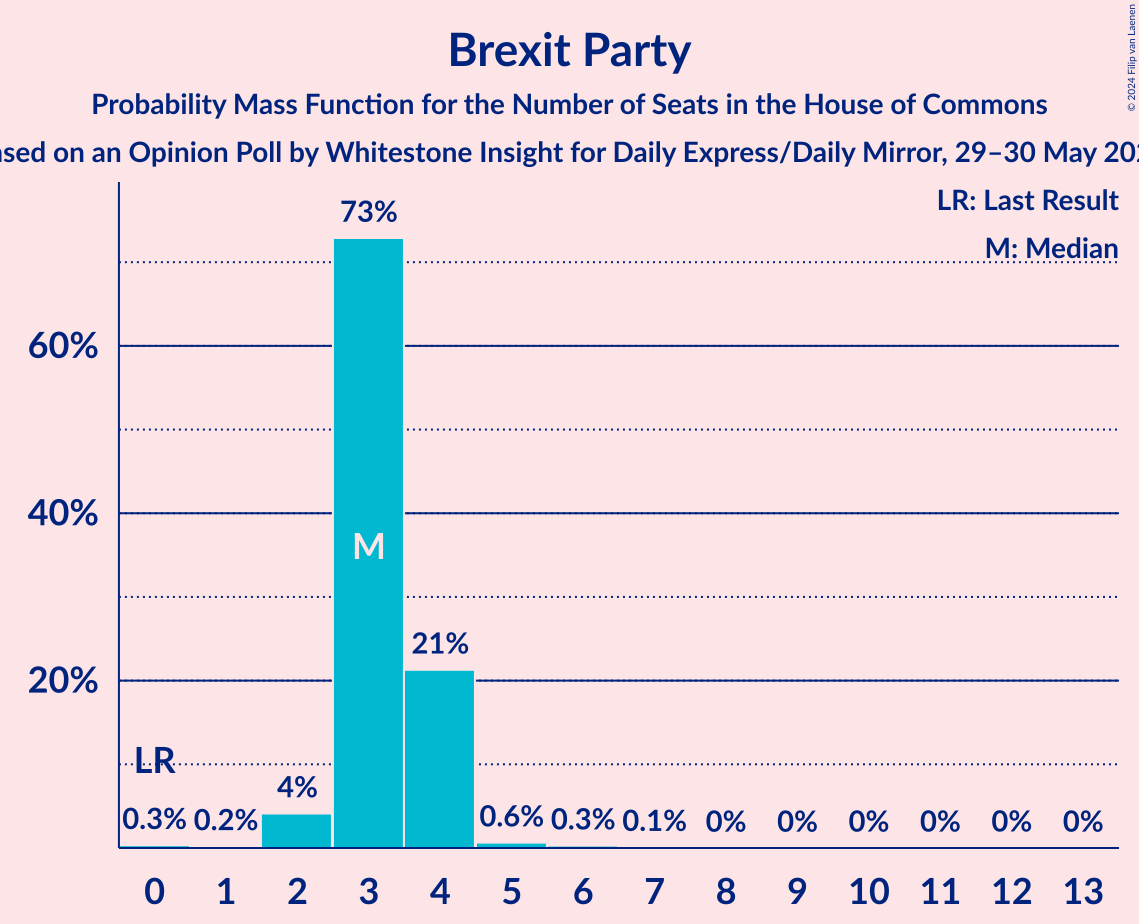 Brexit Party
Probability Mass Function for the Number of Seats in the House of Commons
on an Opinion Poll by Whitestone Insight for Daily Express/Daily Mirror, 29–30 May
© 2024 Filip van Laenen
LR: Last Result
M: Median
73%
60%
40%
M
21%
20%
LR
4%
0.3% 0.2% 0.6% 0.3% 0.1% 0% 0% 0% 0% 0% 0%
0 1 2 3 4 5 6 7 8 9 10 11 12 13